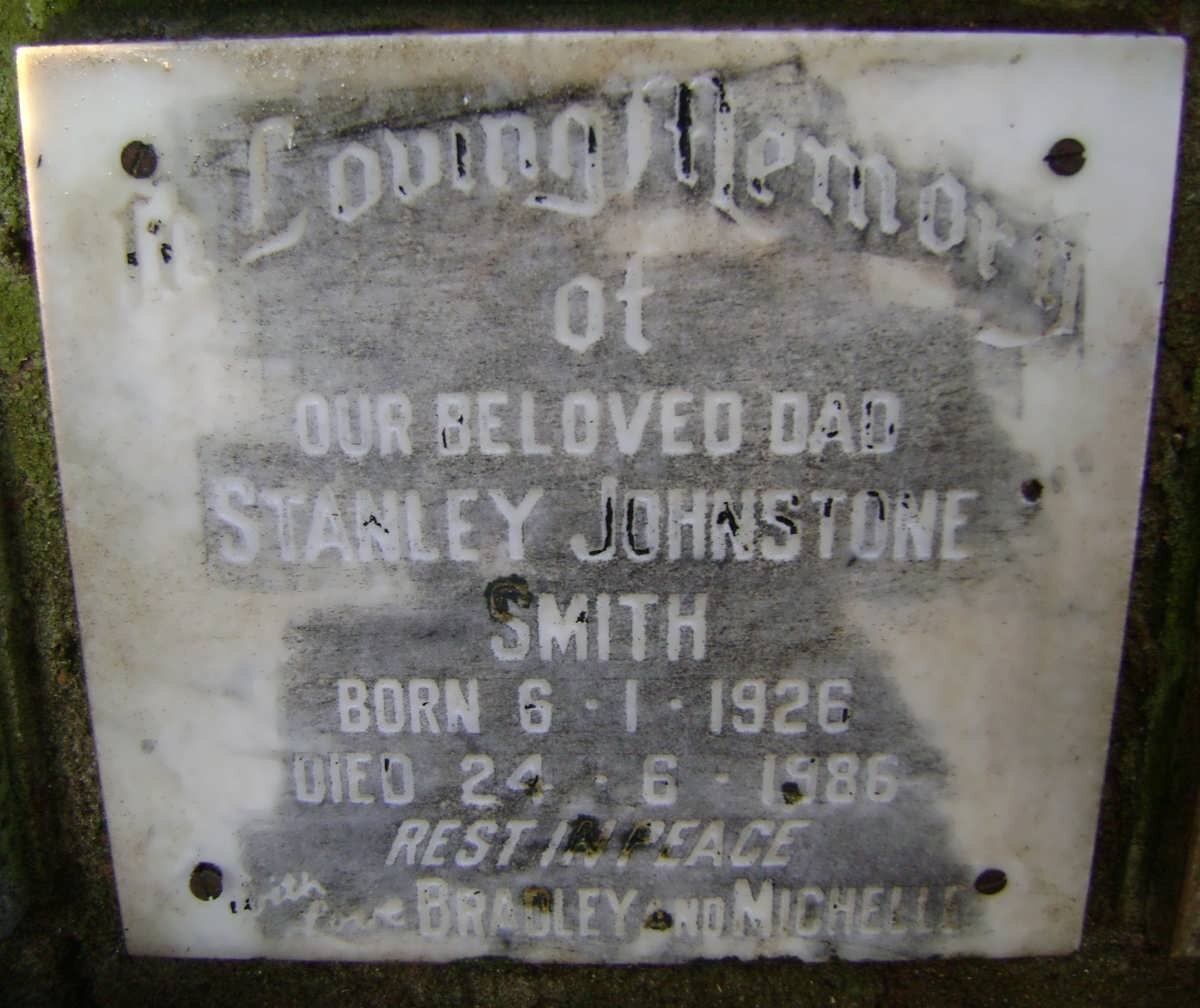 In Loving Memory
of
OUR BELOVED DAD
STANLEY JOHNSTONE
SMITH
BORN 6 · 1 · 1926
DIED 24 · 6 · 1986
REST IN PEACE
with love BRADLEY AND MICHELLE